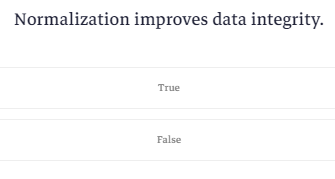 Normalization improves data integrity.
True
False